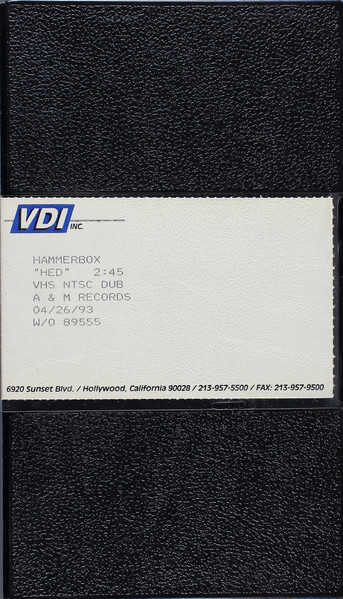 VDI INC.
HAMMERBOX
"HED" 2:45
VHS NTSC DUB
A & M RECORDS
04/26/93
W/O 89555
6920 Sunset Blvd. / Hollywood, California 90028 / 213-957-5500 / FAX: 213-957-9500